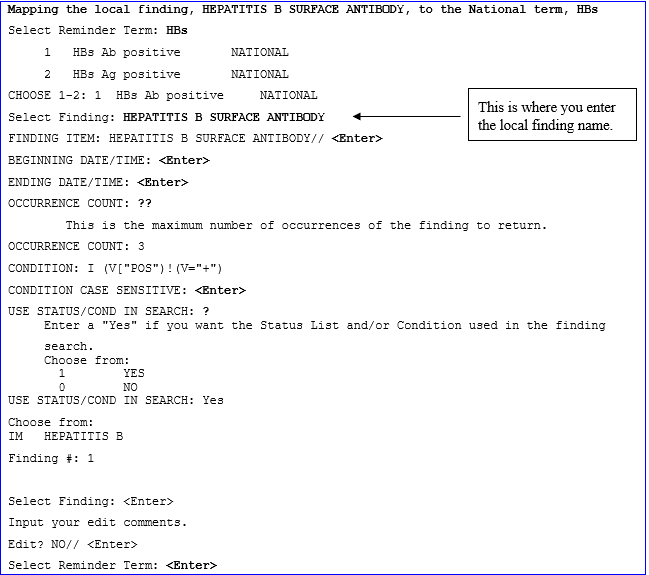 Mapping the local finding, HEPATITIS B SURFACE ANTIBODY, to the National term, HBs
Select Reminder Term: HBs
1 HBs Ab positive NATIONAL
2 HBs Ag positive NATIONAL
CHOOSE 1-2: 1 HBs Ab positive NATIONAL
Select Finding: HEPATITIS B SURFACE ANTIBODY
This is where you enter
the local finding name.
FINDING ITEM: HEPATITIS B SURFACE ANTIBODY// <Enter>
BEGINNING DATE/TIME: <Enter>
ENDING DATE/TIME: <Enter>
OCCURRENCE COUNT: ??
This is the maximum number of occurrences of the finding to return.
OCCURRENCE COUNT: 3
CONDITION: I (V["POS")!(V="+")
CONDITION CASE SENSITIVE: <Enter>
USE STATUS/COND IN SEARCH: ?
Enter a "Yes" if you want the Status List and/or Condition used in the finding
search.
Choose from:
1 YES
0 NO
USE STATUS/COND IN SEARCH: Yes
Choose from:
IM HEPATITIS B
Finding #: 1
Select Finding: <Enter>
Input your edit comments.
Edit? NO// <Enter>
Select Reminder Term: <Enter>